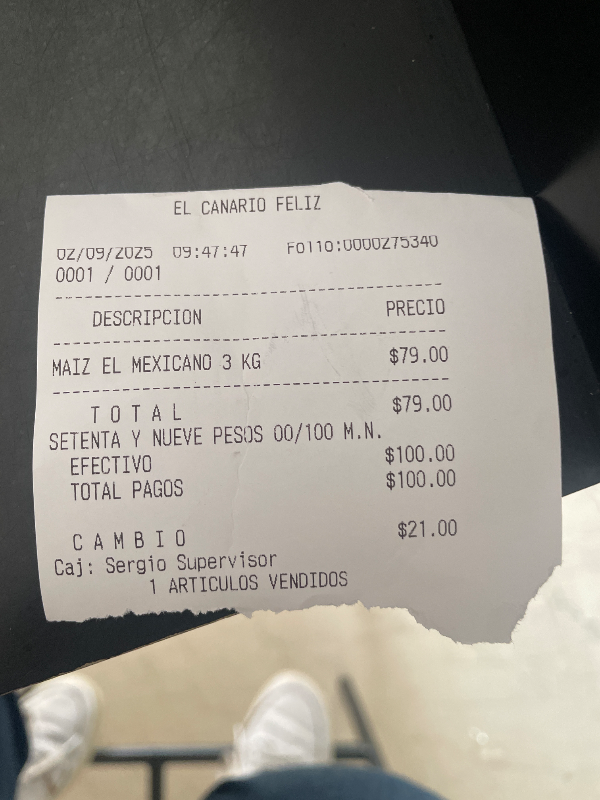 EL CANARIO FELIZ
02/09/2025 09:47:47 FOLIO:0000275340
0001 / 0001
DESCRIPCION PRECIO
MAIZ EL MEXICANO 3 KG $79.00
T O T A L $79.00
SETENTA Y NUEVE PESOS 00/100 M.N.
EFECTIVO $100.00
TOTAL PAGOS $100.00
C A M B I O $21.00
Caj: Sergio Supervisor
1 ARTICULOS VENDIDOS